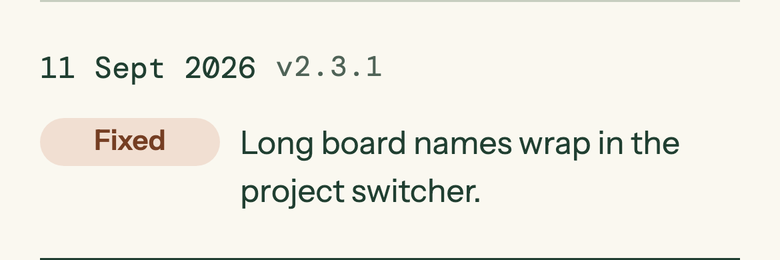 11 Sept 2026 v2.3.1
Fixed Long board names wrap in the
project switcher.